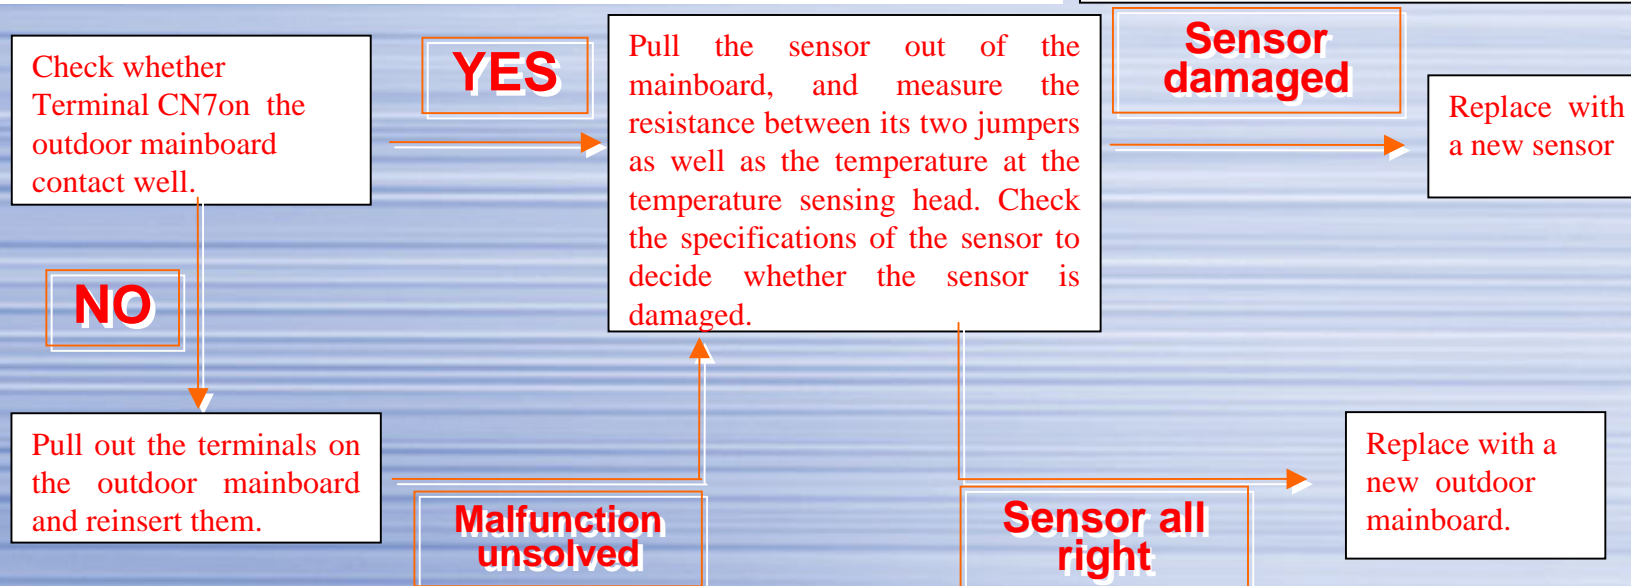 Check whether
Terminal CN7on the
outdoor mainboard
contact well.
YES
Pull the sensor out of the
mainboard, and measure the
resistance between its two jumpers
as well as the temperature at the
temperature sensing head. Check
the specifications of the sensor to
decide whether the sensor is
damaged.
Sensor
damaged
Replace with
a new sensor
NO
Pull out the terminals on
the outdoor mainboard
and reinsert them.
Malfunction
unsolved
Sensor all
right
Replace with a
new outdoor
mainboard.